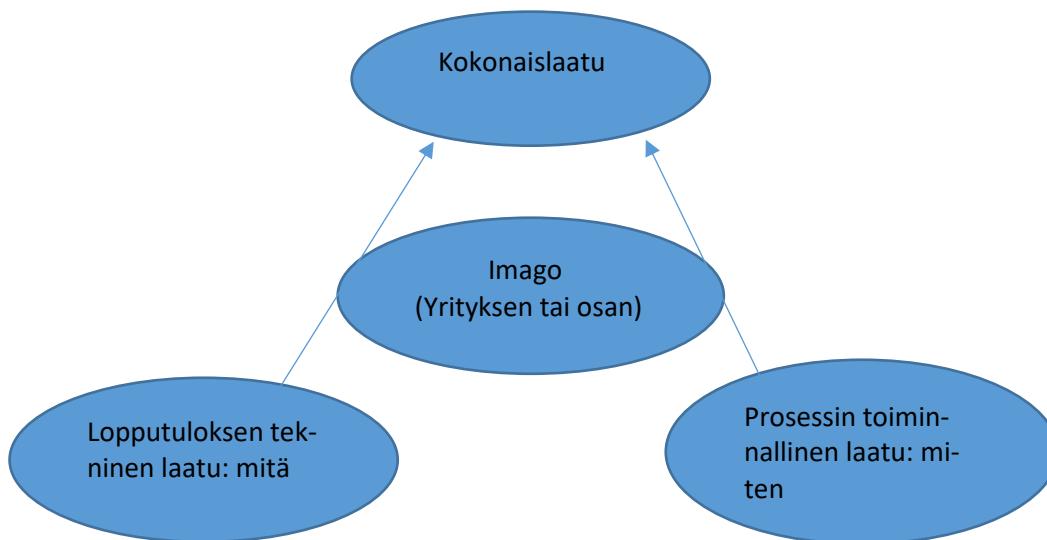 Kokonaislaatu
Imago
(Yrityksen tai osan)
Lopputuloksen tek-
ninen laatu: mitä
Prosessin toimin-
nallinen laatu: mi-
ten